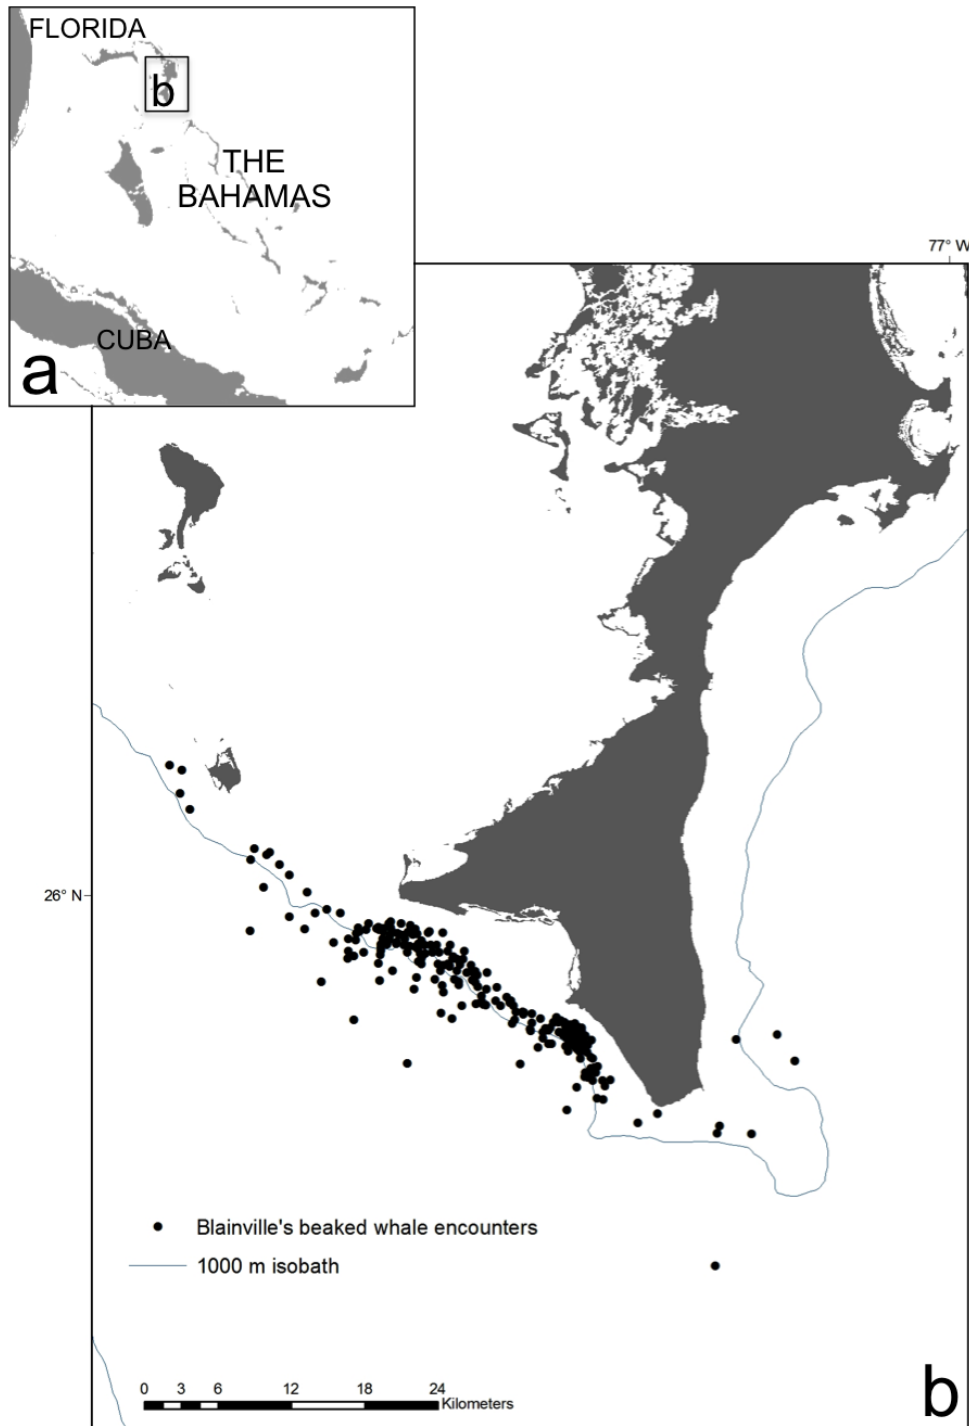 FLORIDA
b
THE
BAHAMAS
CUBA
a
77° W
26° N
Blainville's beaked whale encounters
1000 m isobath
0 3 6 12 18 24
Kilometers
b